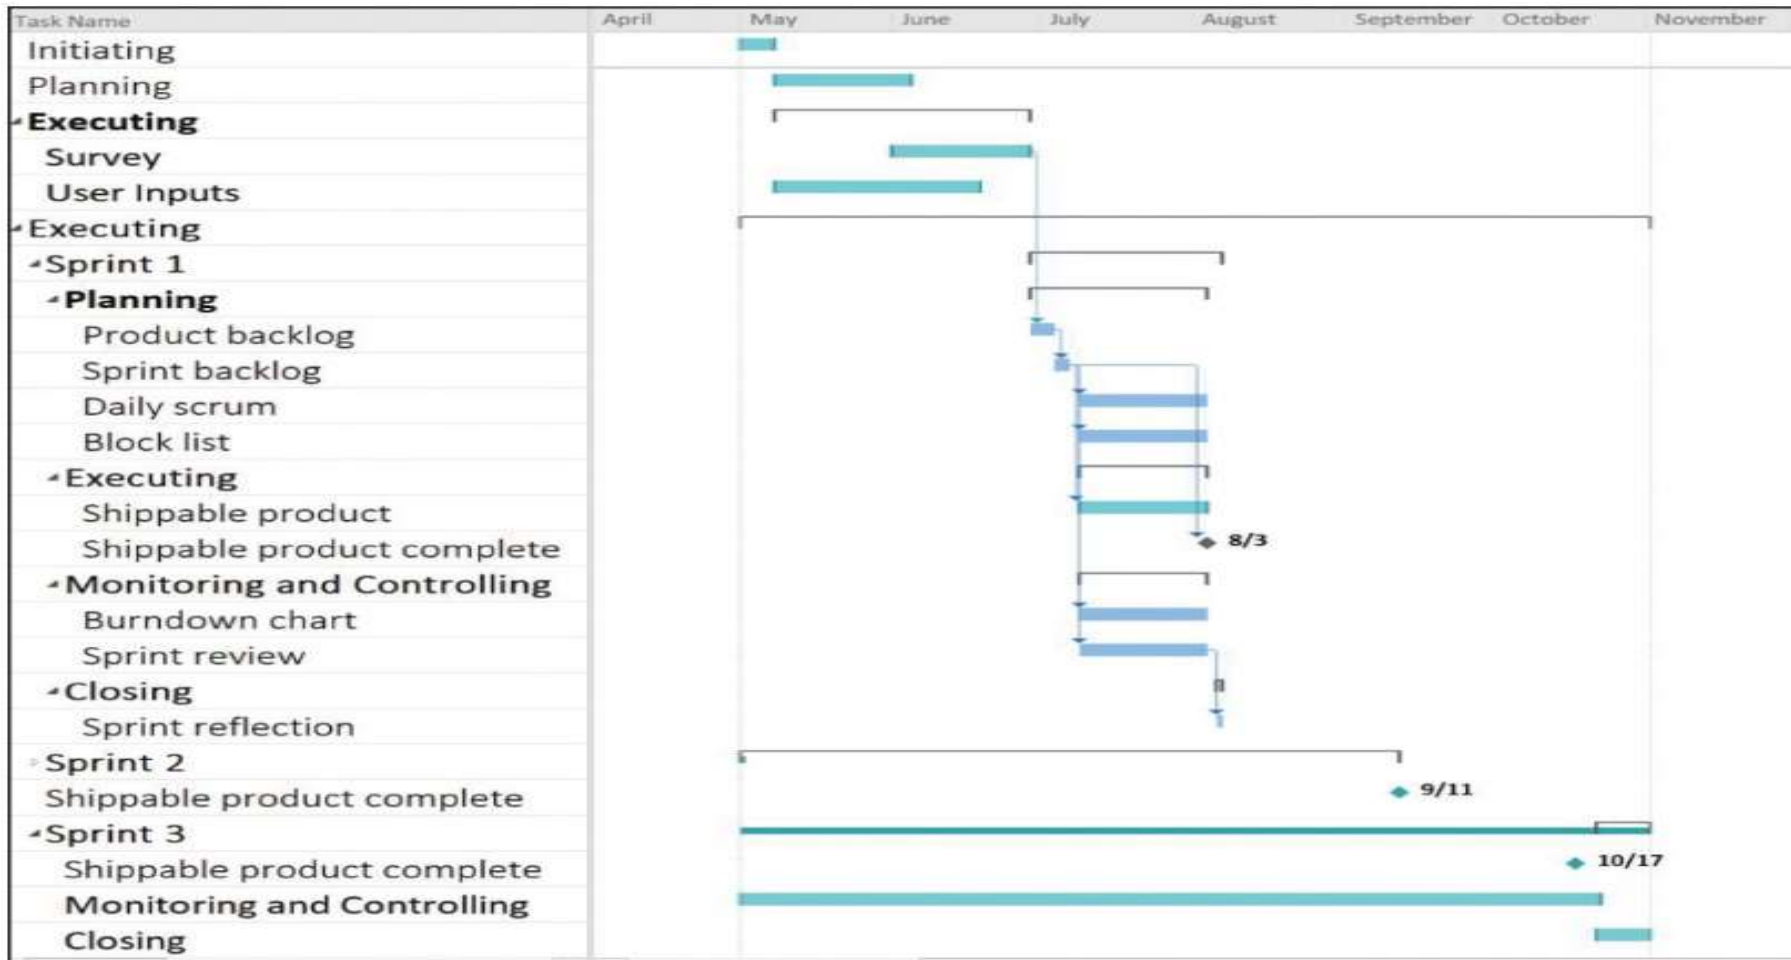 Task Name April May June July August September October November
Initiating
Planning
Executing
Survey
User Inputs
Executing
Sprint 1
Planning
Product backlog
Sprint backlog
Daily scrum
Block list
Executing
Shippable product
Shippable product complete 8/3
Monitoring and Controlling
Burndown chart
Sprint review
Closing
Sprint reflection
Sprint 2
Shippable product complete 9/11
Sprint 3
Shippable product complete 10/17
Monitoring and Controlling
Closing